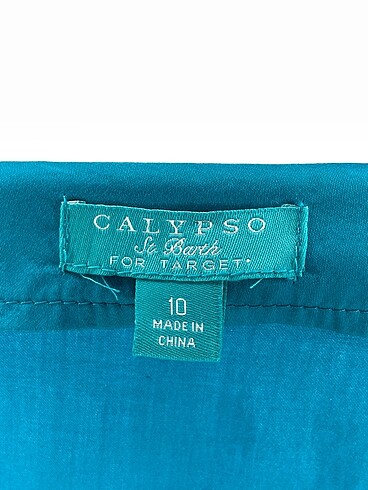 CALYPSO
St. Barth
FOR TARGET*
10
MADE IN
CHINA